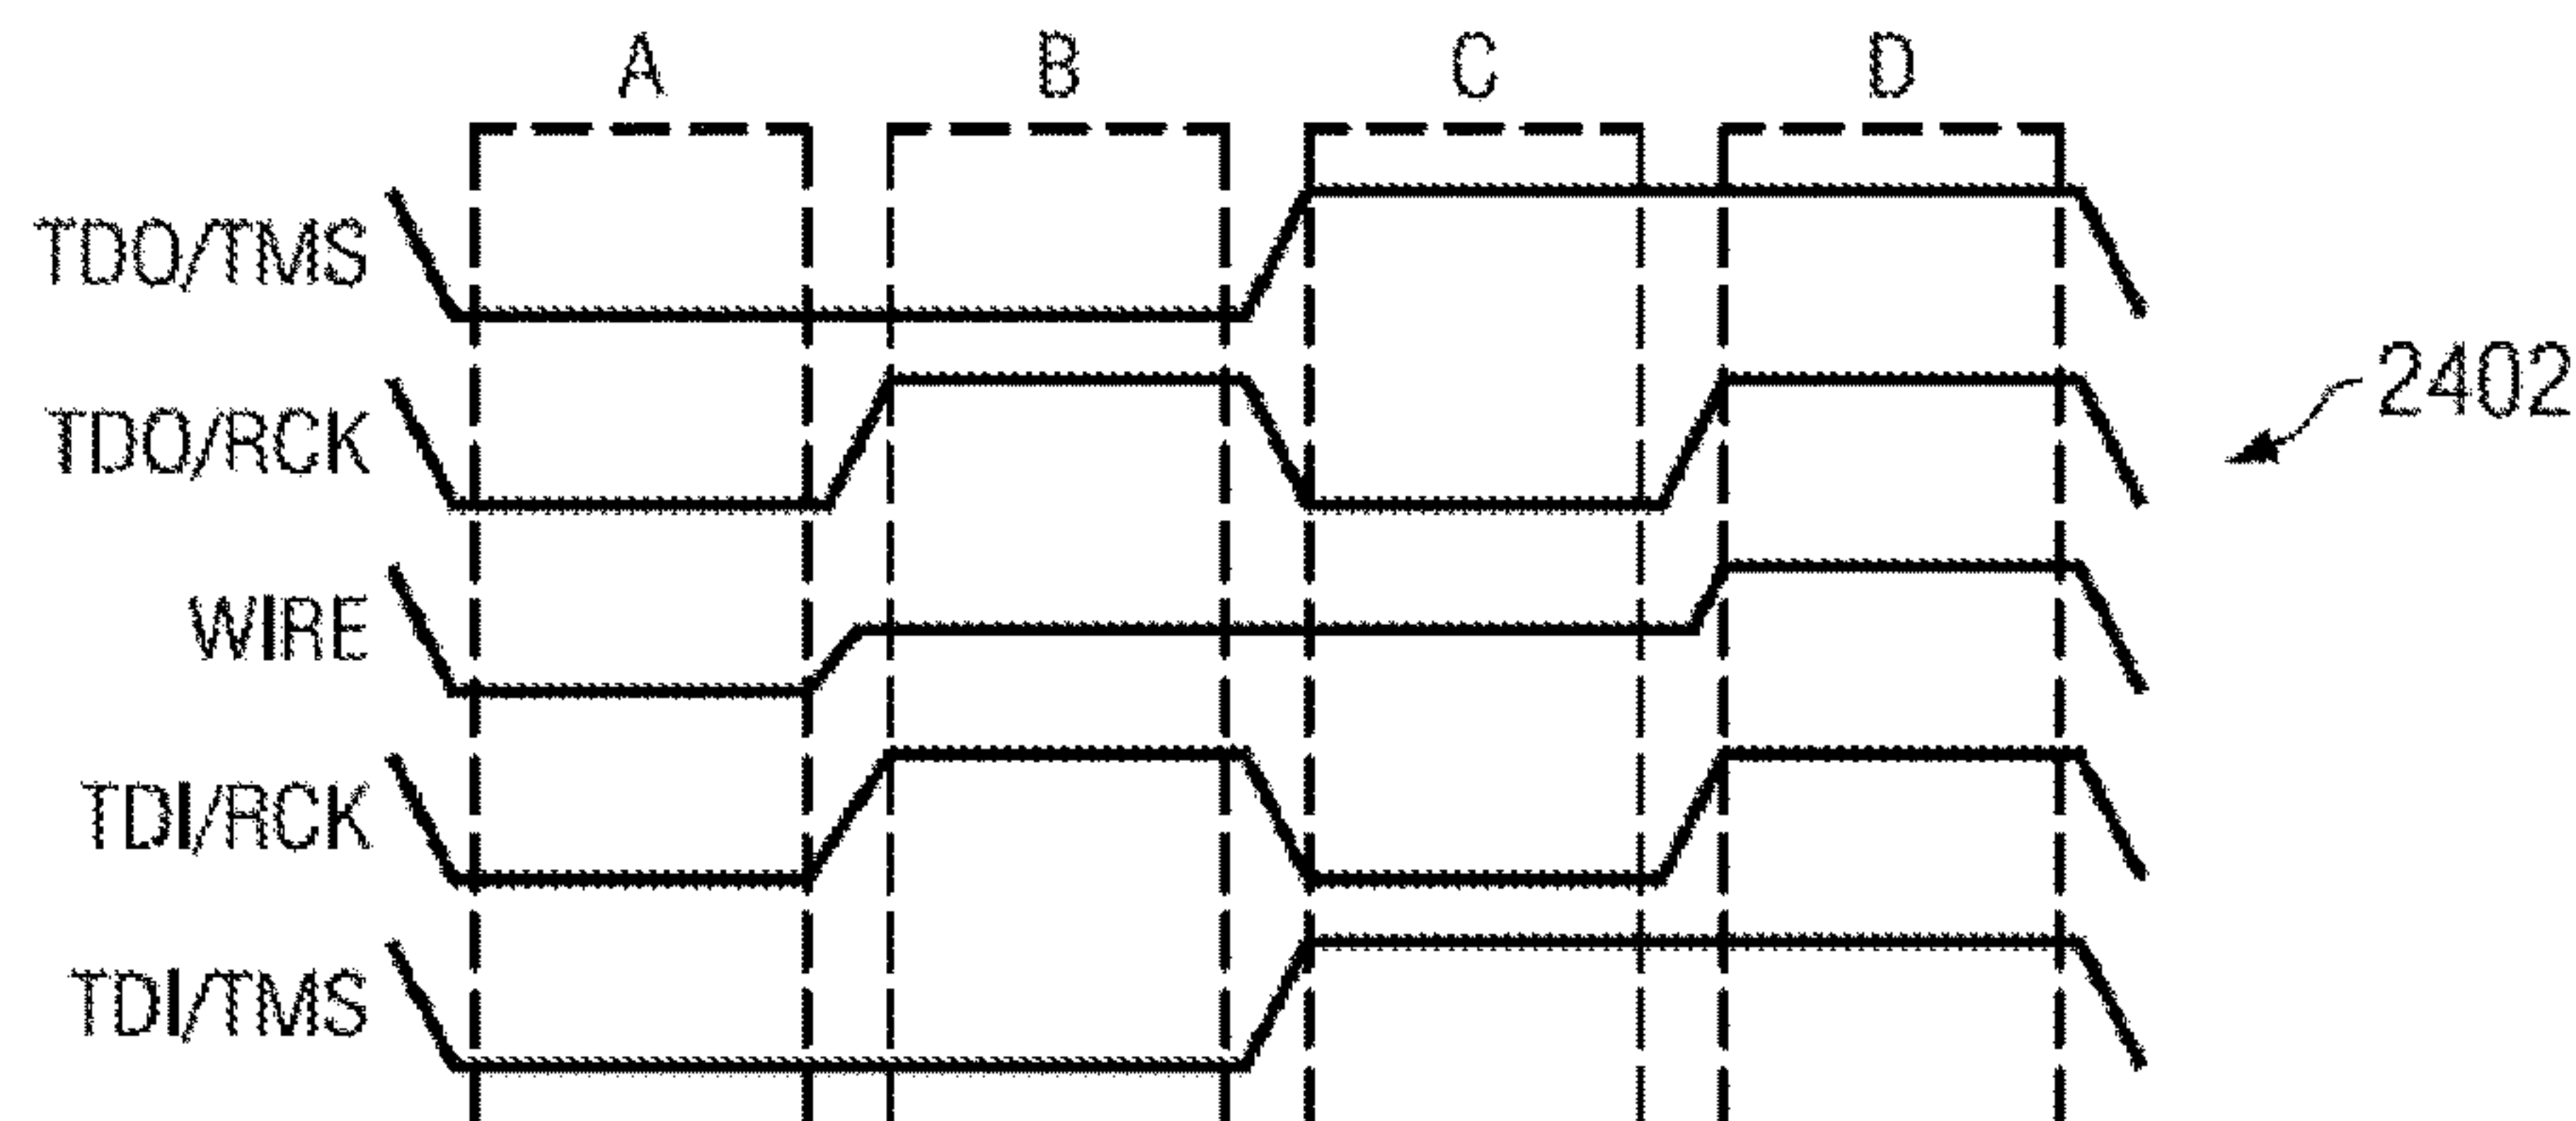 A B C D
TDO/TMS
TDO/RCK
2402
WIRE
TDI/RCK
TDI/TMS